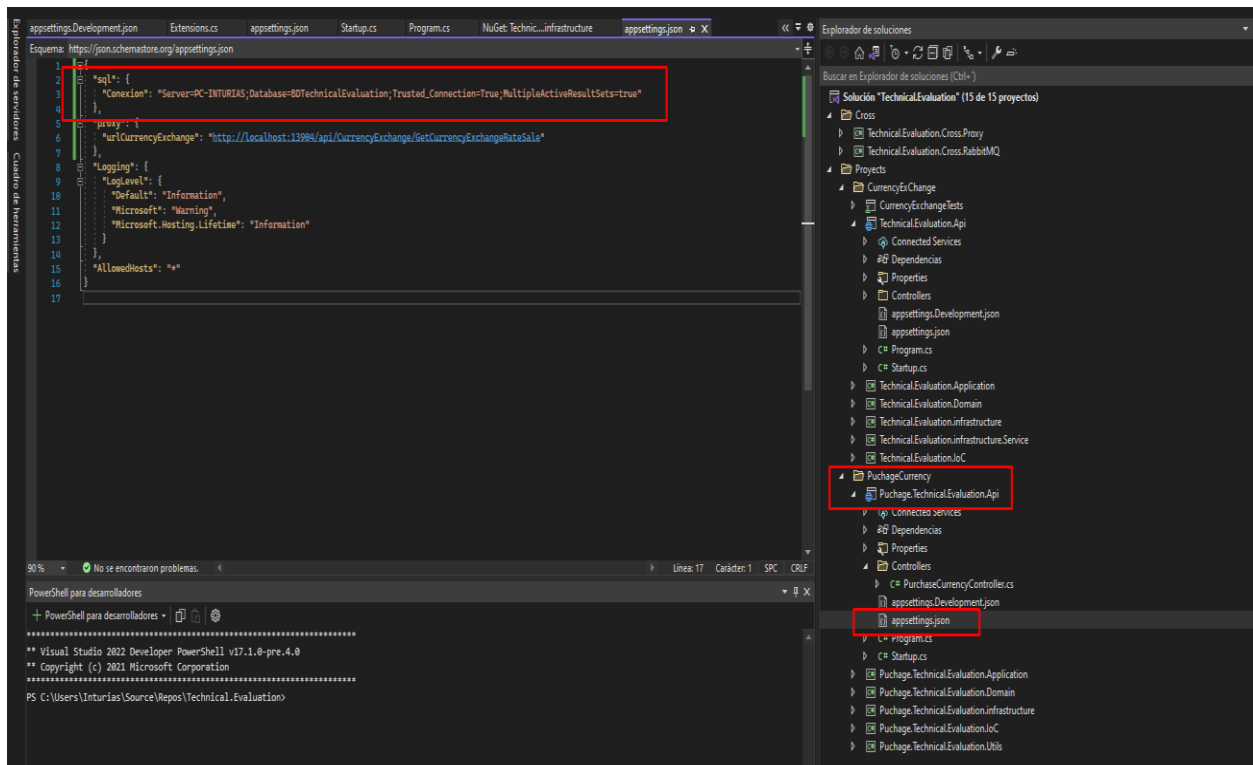 Explorador de servidores
Cuadro de herramientas
appsettings.Development.json Extensions.cs appsettings.json Startup.cs Program.cs NuGet: Technic....infrastructure appsettings.json
Esquema: https://json.schemastore.org/appsettings.json
1 {
2 "sql": {
3 "Conexion": "Server=PC-INTURIAS;Database=BDTechnicalEvaluation;Trusted_Connection=True;MultipleActiveResultSets=true"
4 },
5 "proxy": {
6 "urlCurrencyExchange": "http://localhost:13904/api/CurrencyExchange/GetCurrencyExchangeRateSale"
7 },
8 "Logging": {
9 "LogLevel": {
10 "Default": "Information",
11 "Microsoft": "Warning",
12 "Microsoft.Hosting.Lifetime": "Information"
13 }
14 },
15 "AllowedHosts": "*"
16 }
17
90 % No se encontraron problemas. Línea: 17 Carácter: 1 SPC CRLF
PowerShell para desarrolladores
+ PowerShell para desarrolladores
**********************************************************************
** Visual Studio 2022 Developer PowerShell v17.1.0-pre.4.0
** Copyright (c) 2021 Microsoft Corporation
**********************************************************************
PS C:\Users\Inturias\Source\Repos\Technical.Evaluation>
Explorador de soluciones
Buscar en Explorador de soluciones (Ctrl+´)
Solución "Technical.Evaluation" (15 de 15 proyectos)
Cross
C# Technical.Evaluation.Cross.Proxy
C# Technical.Evaluation.Cross.RabbitMQ
Proyects
CurrencyExChange
CurrencyExchangeTests
Technical.Evaluation.Api
Connected Services
Dependencias
Properties
Controllers
appsettings.Development.json
appsettings.json
C# Program.cs
C# Startup.cs
C# Technical.Evaluation.Application
C# Technical.Evaluation.Domain
C# Technical.Evaluation.infrastructure
C# Technical.Evaluation.infrastructure.Service
C# Technical.Evaluation.IoC
PuchageCurrency
Puchage.Technical.Evaluation.Api
Connected Services
Dependencias
Properties
Controllers
C# PurchaseCurrencyController.cs
appsettings.Development.json
appsettings.json
C# Program.cs
C# Startup.cs
C# Puchage.Technical.Evaluation.Application
C# Puchage.Technical.Evaluation.Domain
C# Puchage.Technical.Evaluation.infrastructure
C# Puchage.Technical.Evaluation.IoC
C# Puchage.Technical.Evaluation.Utils